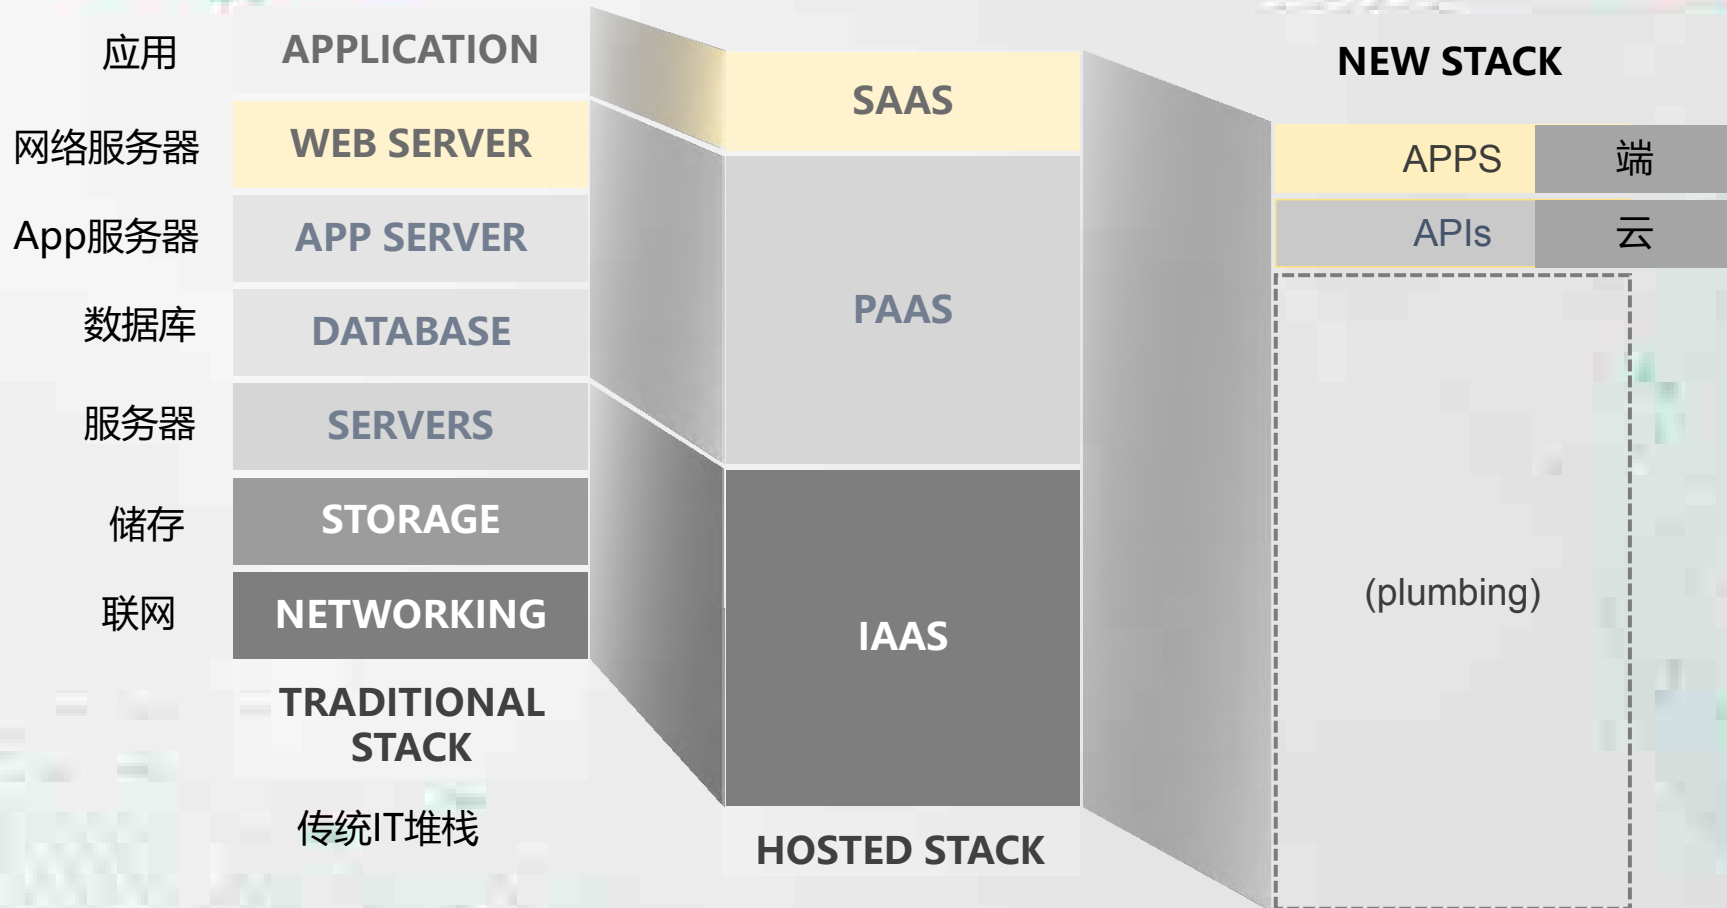 应用
APPLICATION
网络服务器
WEB SERVER
App服务器
APP SERVER
数据库
DATABASE
服务器
SERVERS
储存
STORAGE
联网
NETWORKING
TRADITIONAL
STACK
传统IT堆栈
SAAS
PAAS
IAAS
HOSTED STACK
NEW STACK
APPS
端
APIs
云
(plumbing)